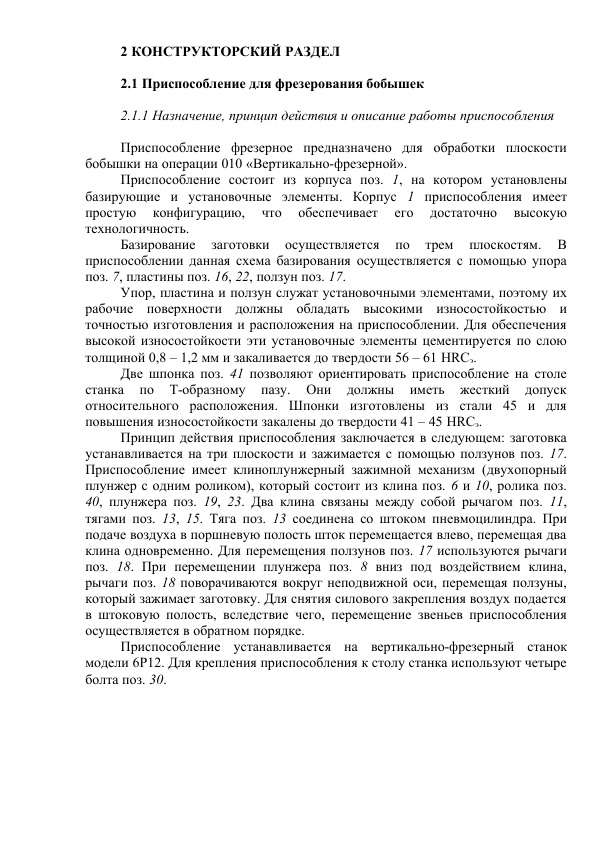 2 КОНСТРУКТОРСКИЙ РАЗДЕЛ
2.1 Приспособление для фрезерования бобышек
2.1.1 Назначение, принцип действия и описание работы приспособления
Приспособление фрезерное предназначено для обработки плоскости
бобышки на операции 010 «Вертикально-фрезерной».
Приспособление состоит из корпуса поз. 1, на котором установлены
базирующие и установочные элементы. Корпус 1 приспособления имеет
простую конфигурацию, что обеспечивает его достаточно высокую
технологичность.
Базирование заготовки осуществляется по трем плоскостям. В
приспособлении данная схема базирования осуществляется с помощью упора
поз. 7, пластины поз. 16, 22, ползун поз. 17.
Упор, пластина и ползун служат установочными элементами, поэтому их
рабочие поверхности должны обладать высокими износостойкостью и
точностью изготовления и расположения на приспособлении. Для обеспечения
высокой износостойкости эти установочные элементы цементируется по слою
толщиной 0,8 – 1,2 мм и закаливается до твердости 56 – 61 HRCэ.
Две шпонка поз. 41 позволяют ориентировать приспособление на столе
станка по Т-образному пазу. Они должны иметь жесткий допуск
относительного расположения. Шпонки изготовлены из стали 45 и для
повышения износостойкости закалены до твердости 41 – 45 HRCэ.
Принцип действия приспособления заключается в следующем: заготовка
устанавливается на три плоскости и зажимается с помощью ползунов поз. 17.
Приспособление имеет клиноплунжерный зажимной механизм (двухопорный
плунжер с одним роликом), который состоит из клина поз. 6 и 10, ролика поз.
40, плунжера поз. 19, 23. Два клина связаны между собой рычагом поз. 11,
тягами поз. 13, 15. Тяга поз. 13 соединена со штоком пневмоцилиндра. При
подаче воздуха в поршневую полость шток перемещается влево, перемещая два
клина одновременно. Для перемещения ползунов поз. 17 используются рычаги
поз. 18. При перемещении плунжера поз. 8 вниз под воздействием клина,
рычаги поз. 18 поворачиваются вокруг неподвижной оси, перемещая ползуны,
который зажимает заготовку. Для снятия силового закрепления воздух подается
в штоковую полость, вследствие чего, перемещение звеньев приспособления
осуществляется в обратном порядке.
Приспособление устанавливается на вертикально-фрезерный станок
модели 6Р12. Для крепления приспособления к столу станка используют четыре
болта поз. 30.